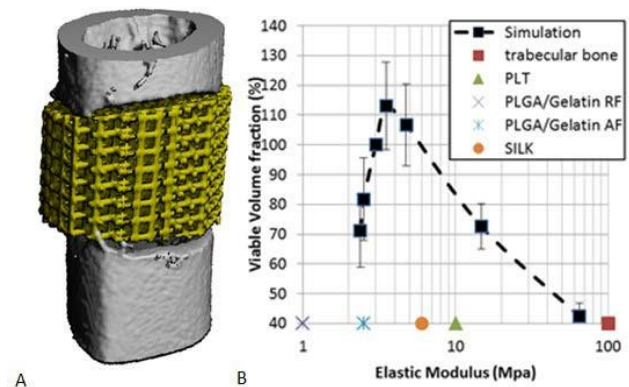 A
B
Viable Volume fraction (%)
140
130
120
110
100
90
80
70
60
50
40
Simulation
trabecular bone
PLT
PLGA/Gelatin RF
PLGA/Gelatin AF
SILK
1
10
100
Elastic Modulus (Mpa)